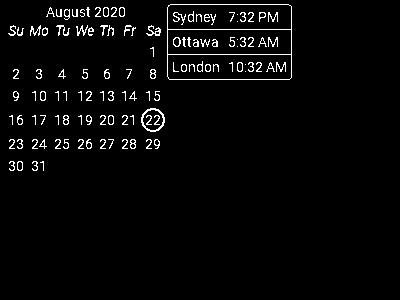 August 2020
Su Mo Tu We Th Fr Sa
1
2 3 4 5 6 7 8
9 10 11 12 13 14 15
16 17 18 19 20 21 22
23 24 25 26 27 28 29
30 31
Sydney 7:32 PM
Ottawa 5:32 AM
London 10:32 AM